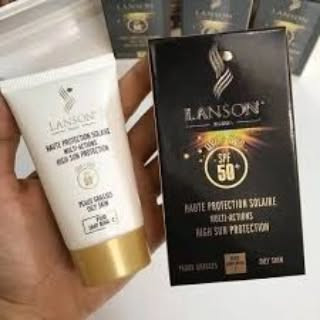 LANSON
HAUTE PROTECTION SOLAIRE
MULTI-ACTIONS
HIGH SUN PROTECTION
PEAUX GRASSES
OILY SKIN
LANSON
SPF
50+
HAUTE PROTECTION SOLAIRE
MULTI-ACTIONS
HIGH SUN PROTECTION
PEAUX GRASSES
OILY SKIN